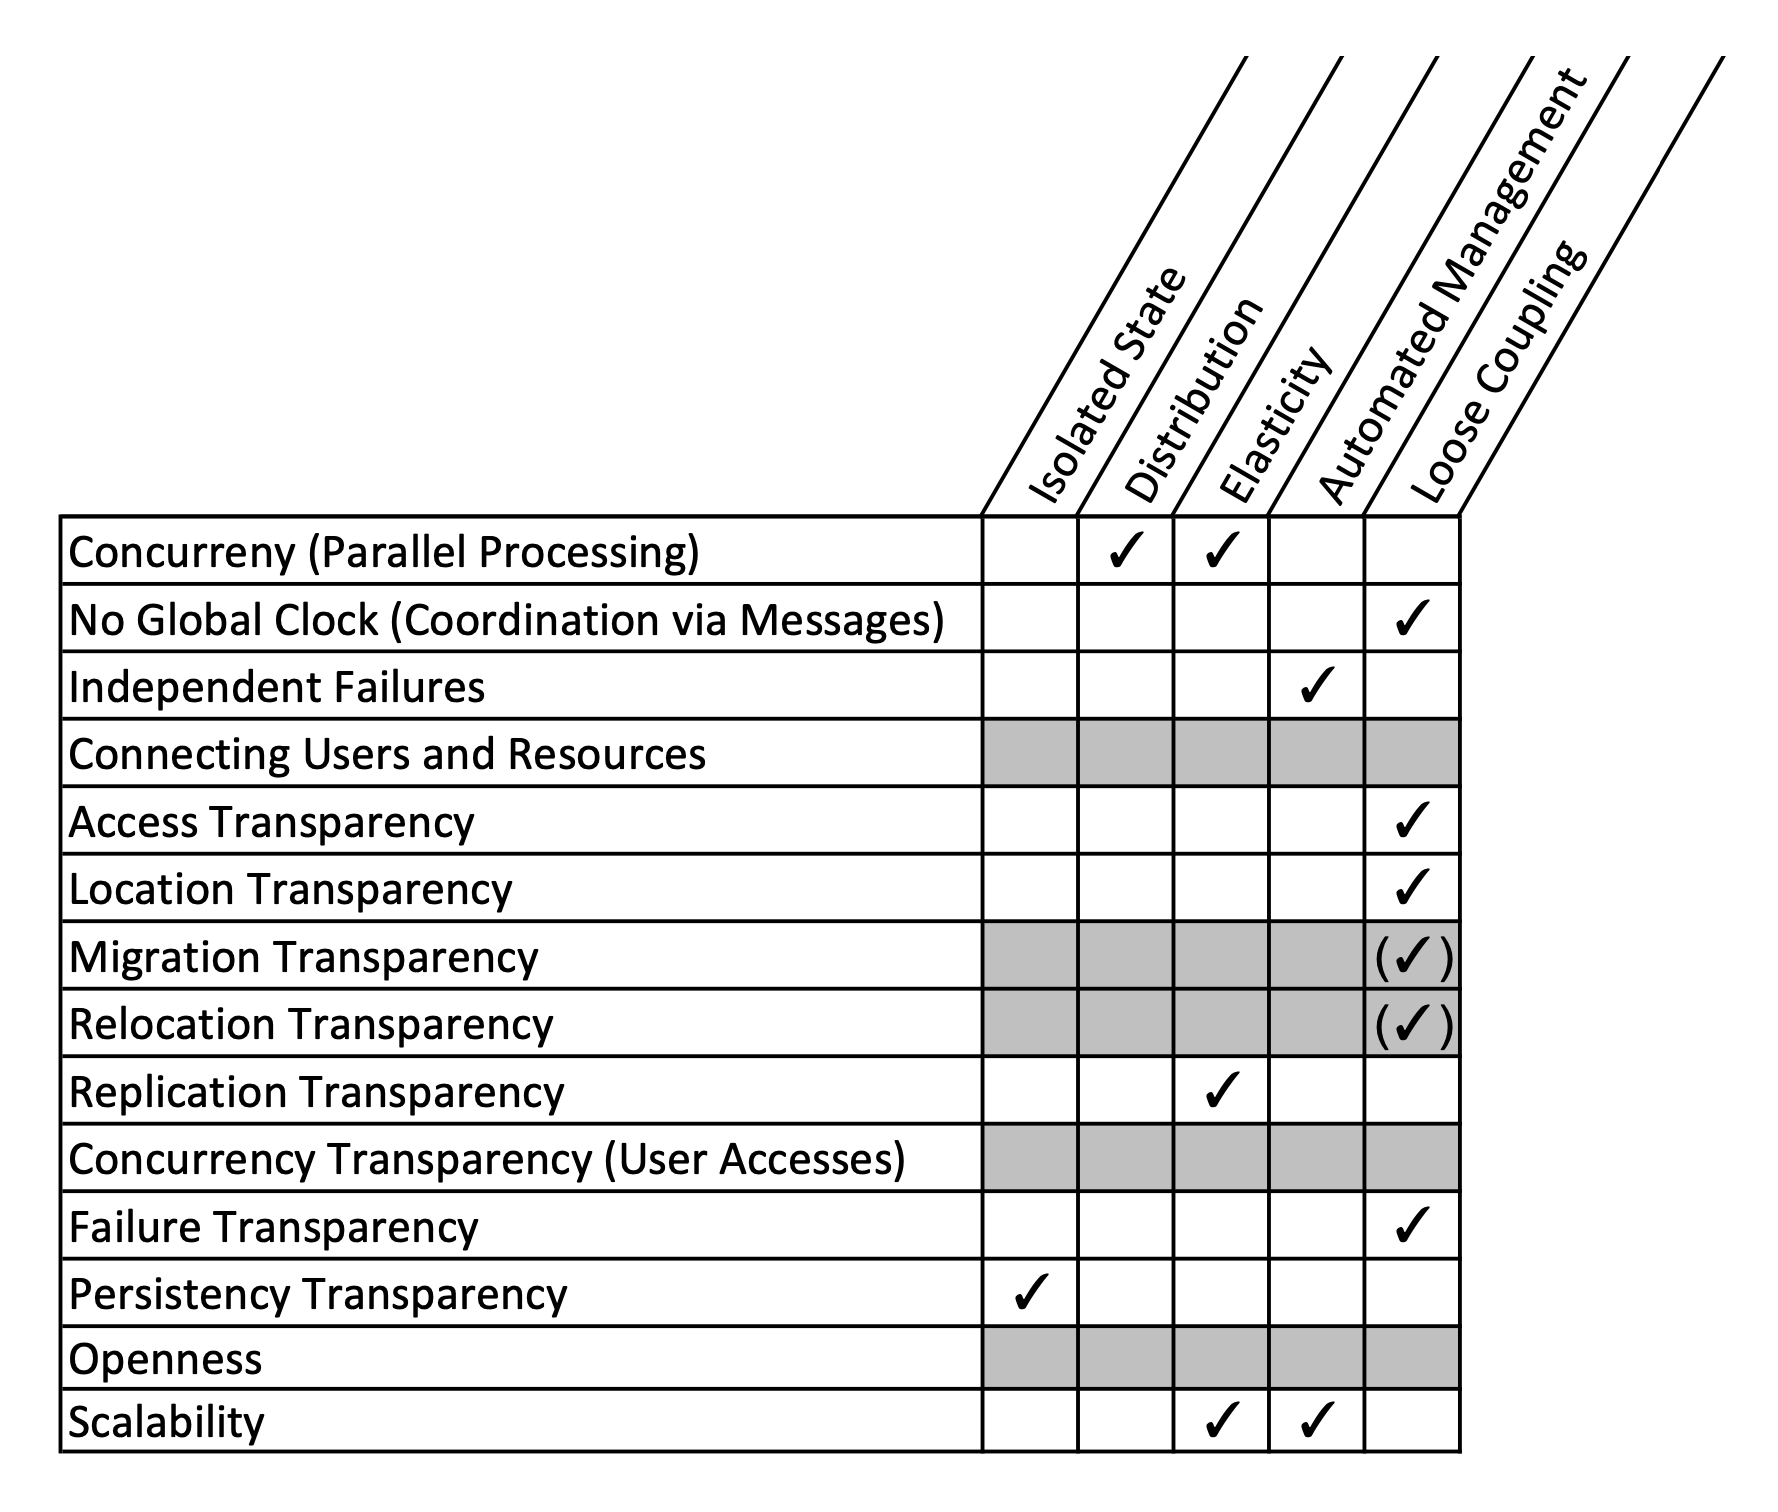 Isolated State
Distribution
Elasticity
Automated Management
Loose Coupling
Concurreny (Parallel Processing) ✓ ✓
No Global Clock (Coordination via Messages) ✓
Independent Failures ✓
Connecting Users and Resources
Access Transparency ✓
Location Transparency ✓
Migration Transparency (✓)
Relocation Transparency (✓)
Replication Transparency ✓
Concurrency Transparency (User Accesses)
Failure Transparency ✓
Persistency Transparency ✓
Openness
Scalability ✓ ✓